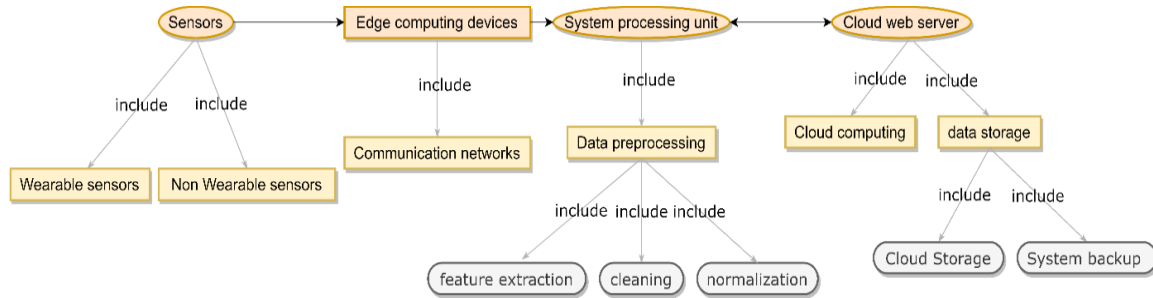 Sensors
Edge computing devices
System processing unit
Cloud web server
include
include
include
include
include
include
Wearable sensors
Non Wearable sensors
Communication networks
Data preprocessing
Cloud computing
data storage
include
include
include
include
include
feature extraction
cleaning
normalization
Cloud Storage
System backup